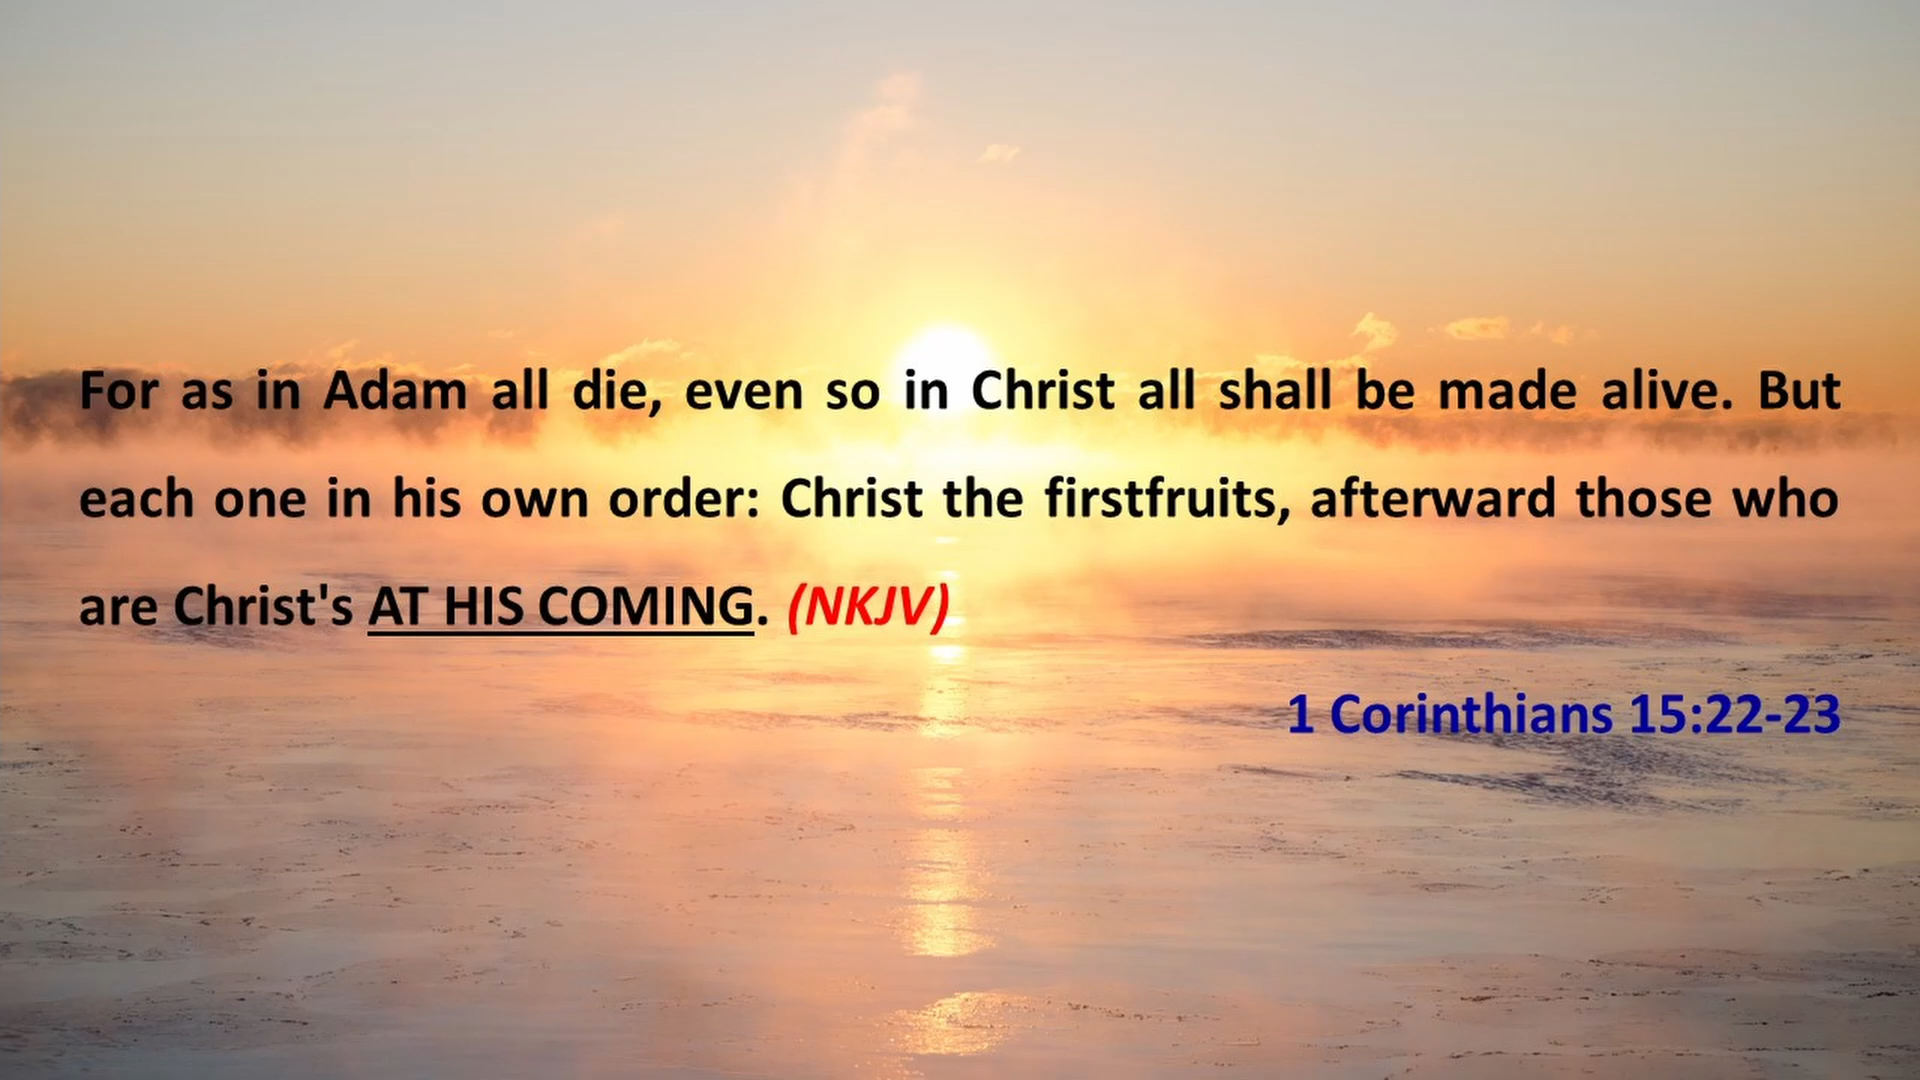 For as in Adam all die, even so in Christ all shall be made alive. But
each one in his own order: Christ the firstfruits, afterward those who
are Christ's AT HIS COMING. (NKJV)
1 Corinthians 15:22-23